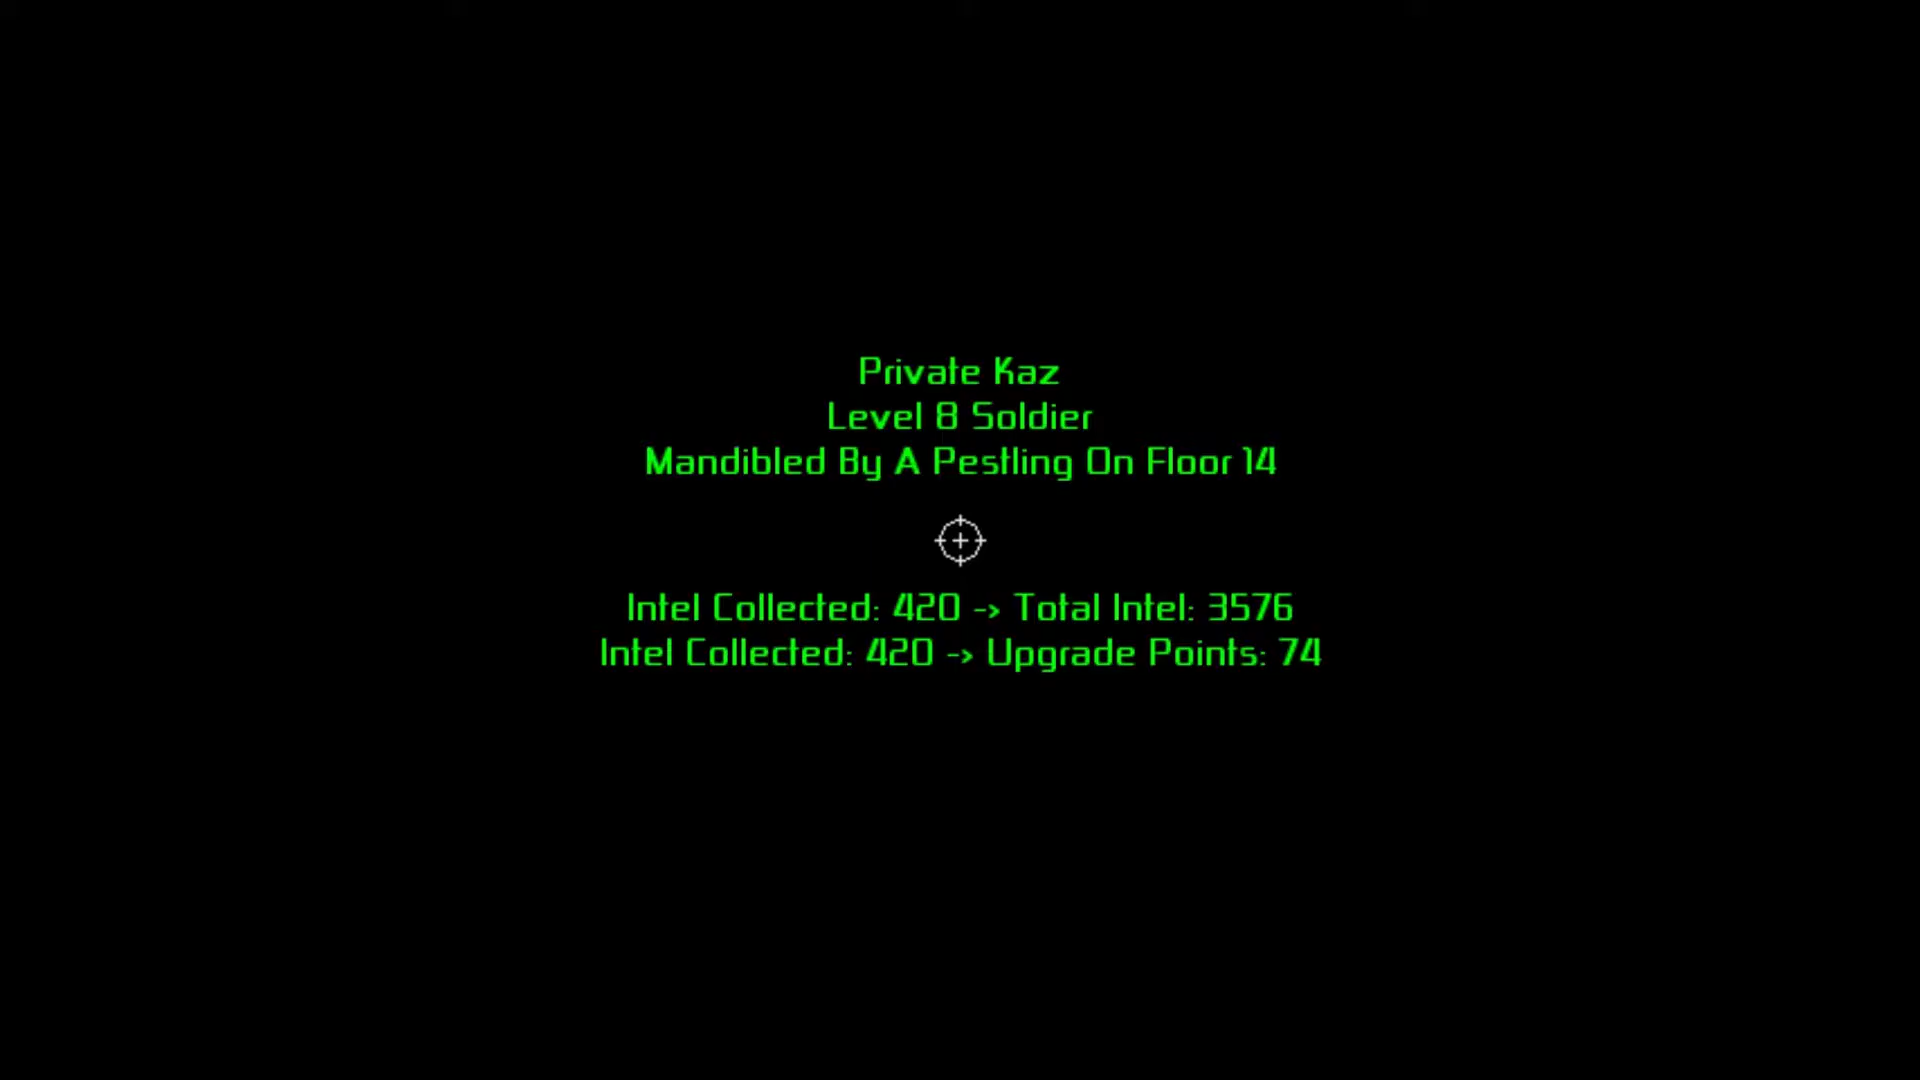 Private Kaz
Level 8 Soldier
Mandibled By A Pestling On Floor 14
Intel Collected: 420 -> Total Intel: 3576
Intel Collected: 420 -> Upgrade Points: 74